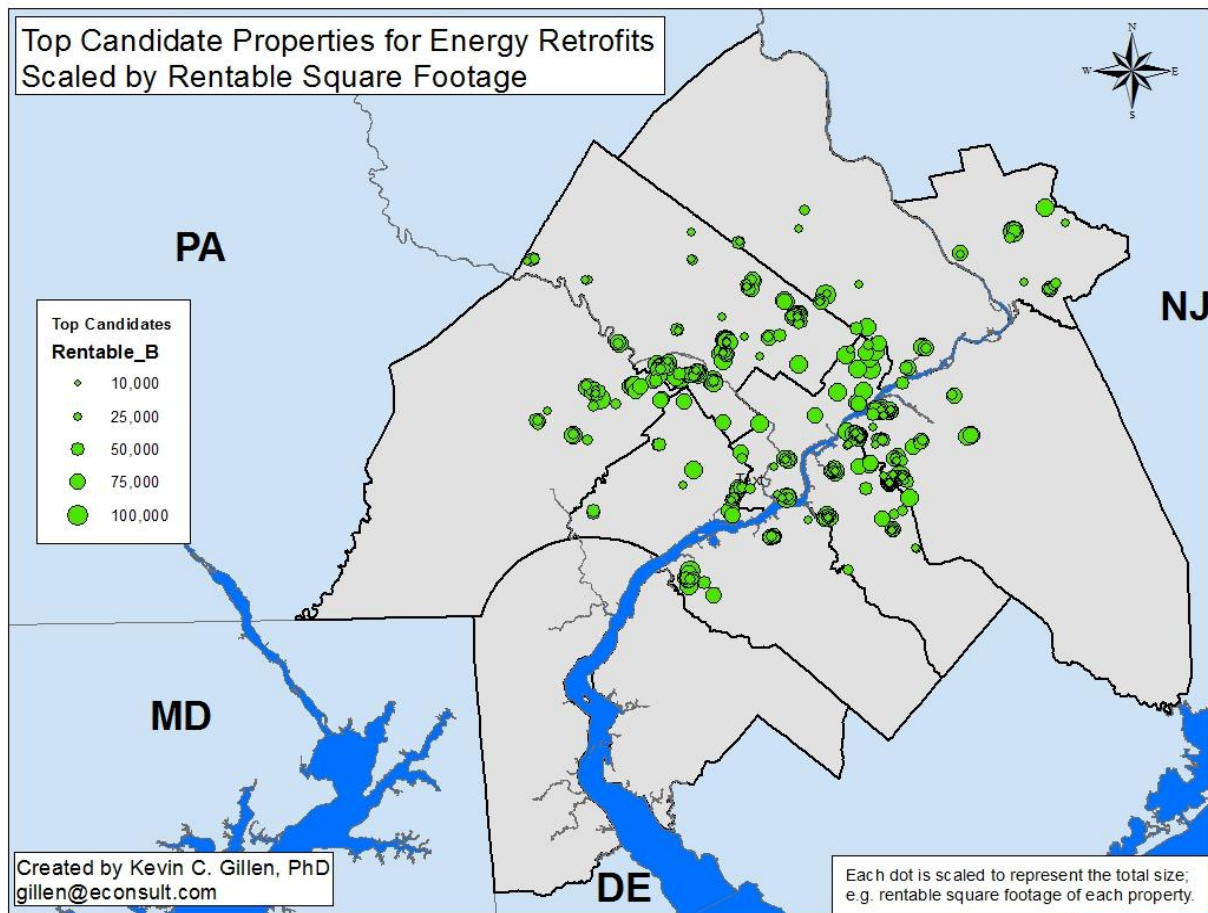 Top Candidate Properties for Energy Retrofits
Scaled by Rentable Square Footage
N
W
E
S
PA
NJ
Top Candidates
Rentable_B
10,000
25,000
50,000
75,000
100,000
MD
DE
Created by Kevin C. Gillen, PhD
gillen@econsult.com
Each dot is scaled to represent the total size;
e.g. rentable square footage of each property.